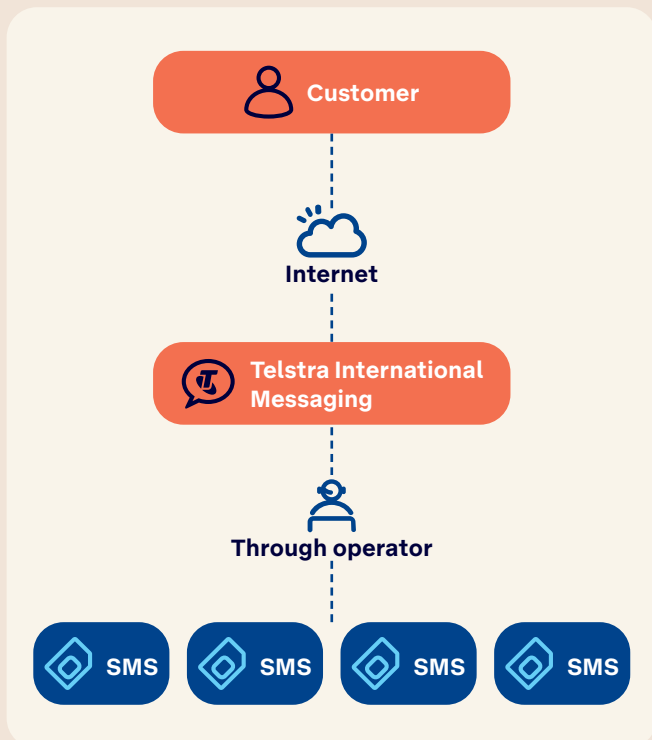 Customer
Internet
Telstra International
Messaging
Through operator
SMS
SMS
SMS
SMS